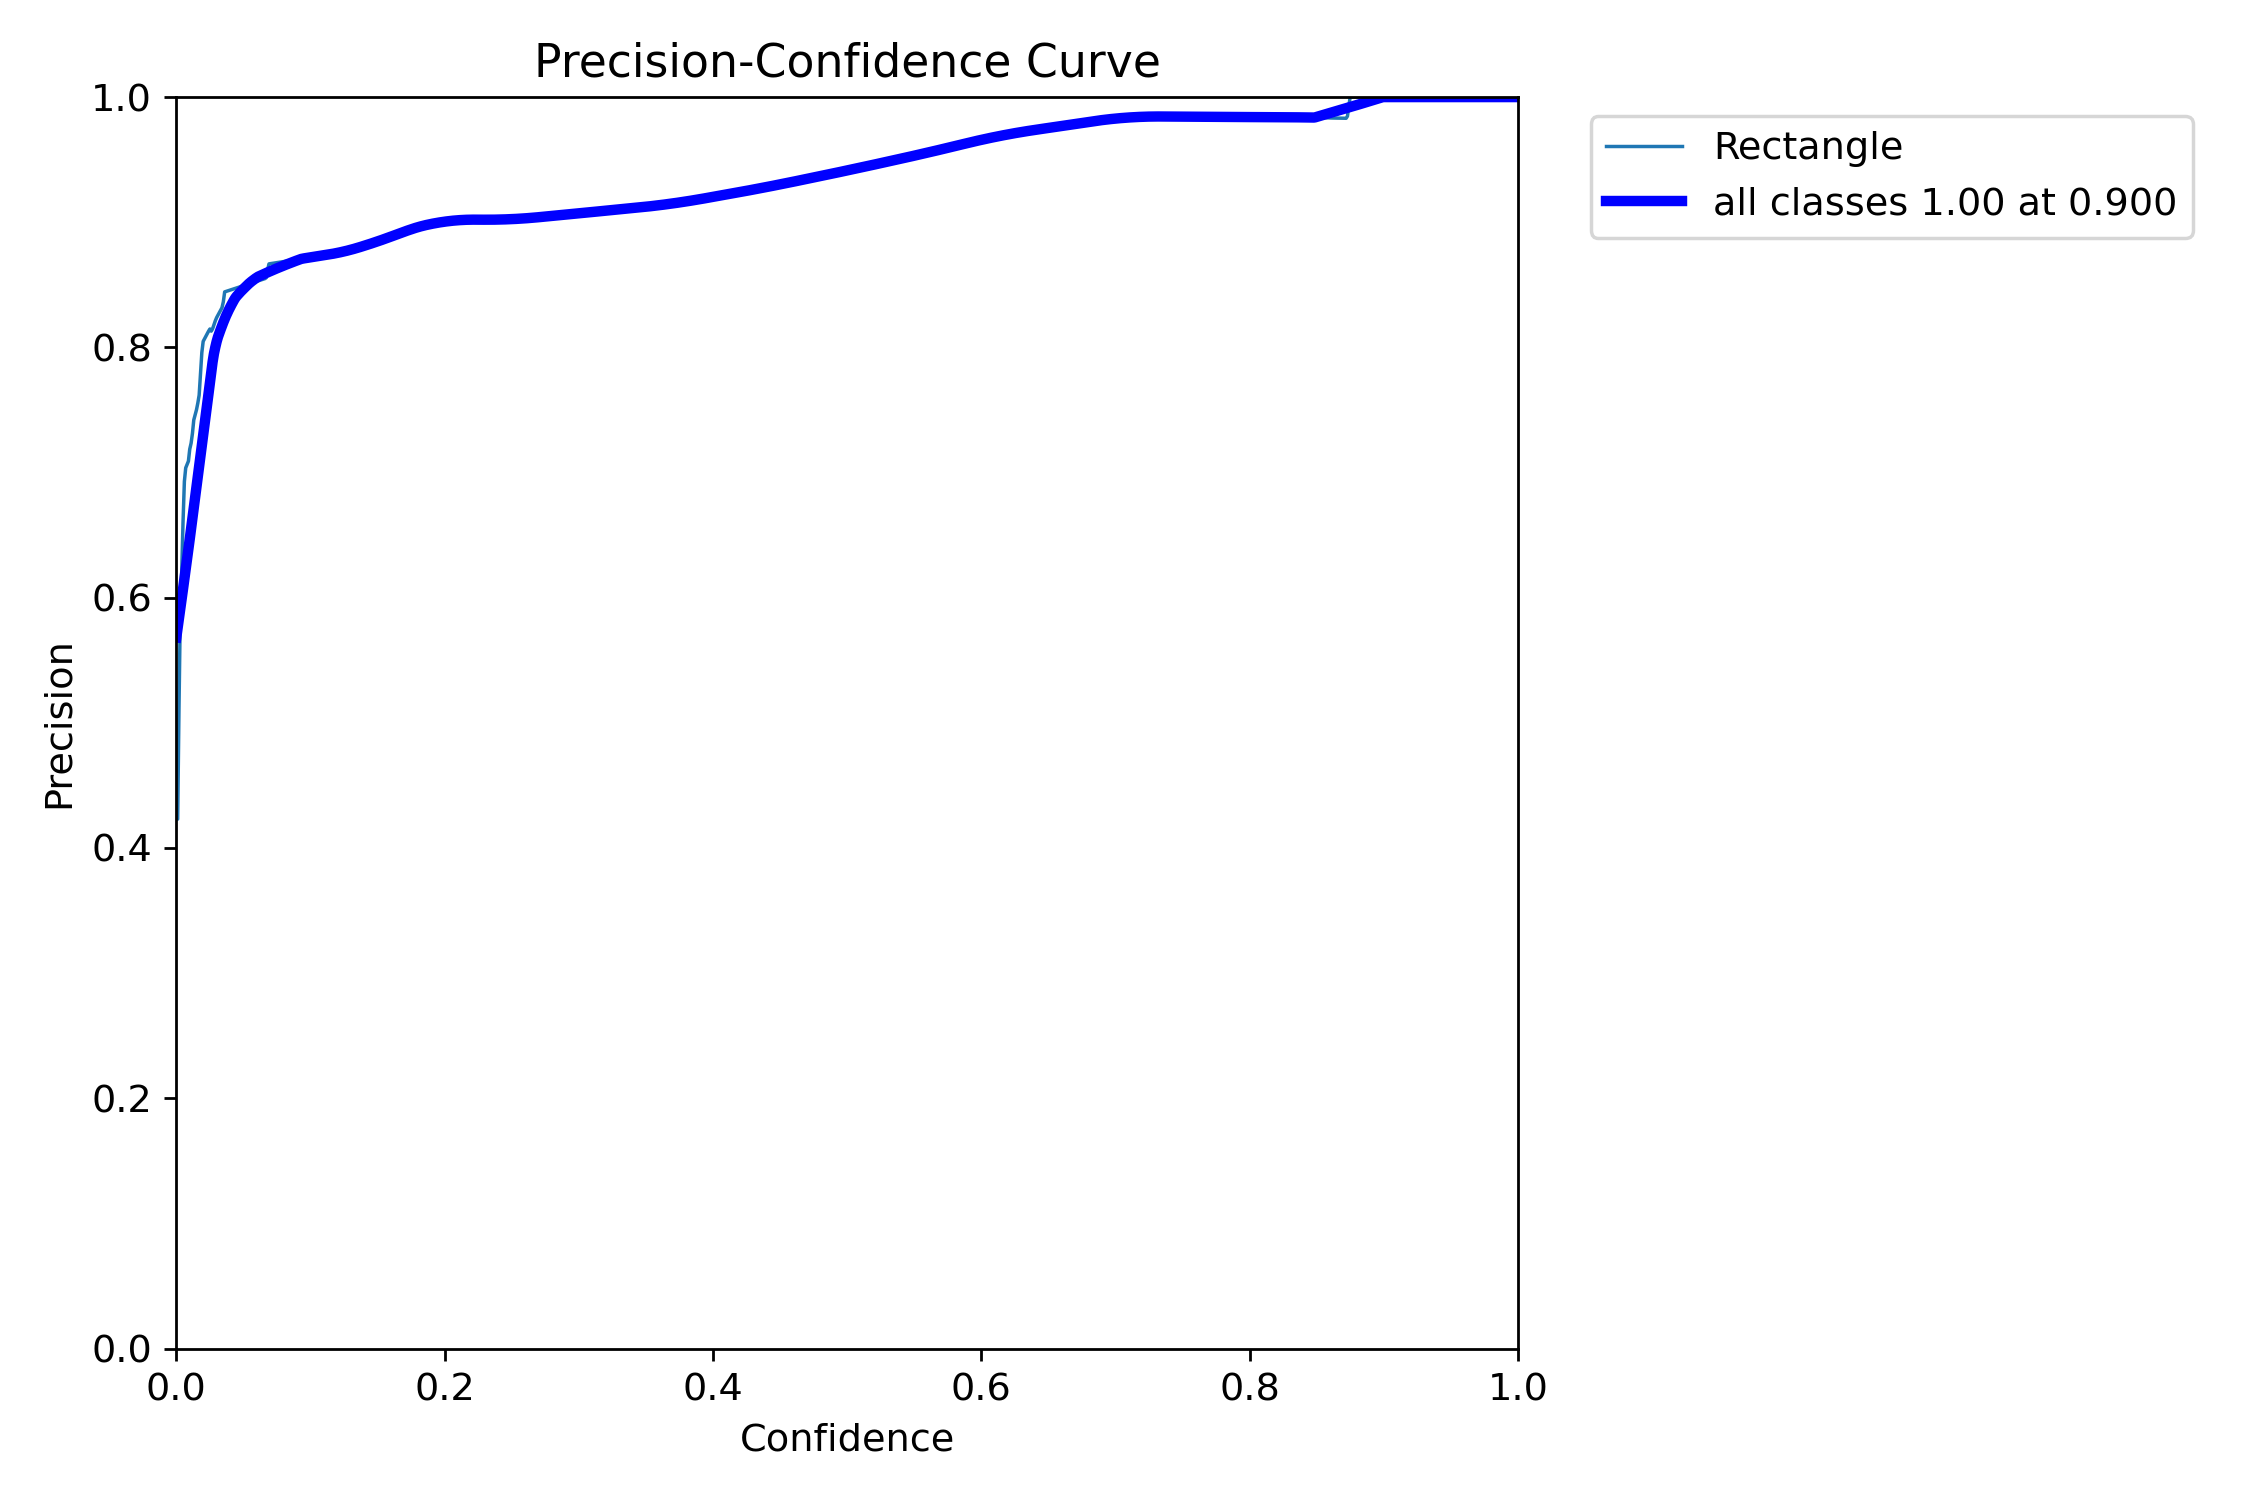 Precision-Confidence Curve
1.0
0.8
0.6
0.4
0.2
0.0
Precision
0.0 0.2 0.4 0.6 0.8 1.0
Confidence
Rectangle
all classes 1.00 at 0.900